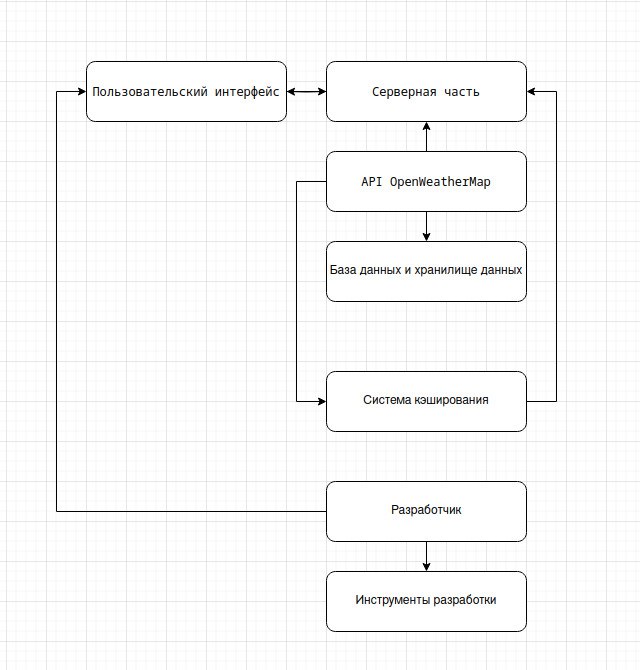 Пользовательский интерфейс
Серверная часть
API OpenWeatherMap
База данных и хранилище данных
Система кэширования
Разработчик
Инструменты разработки